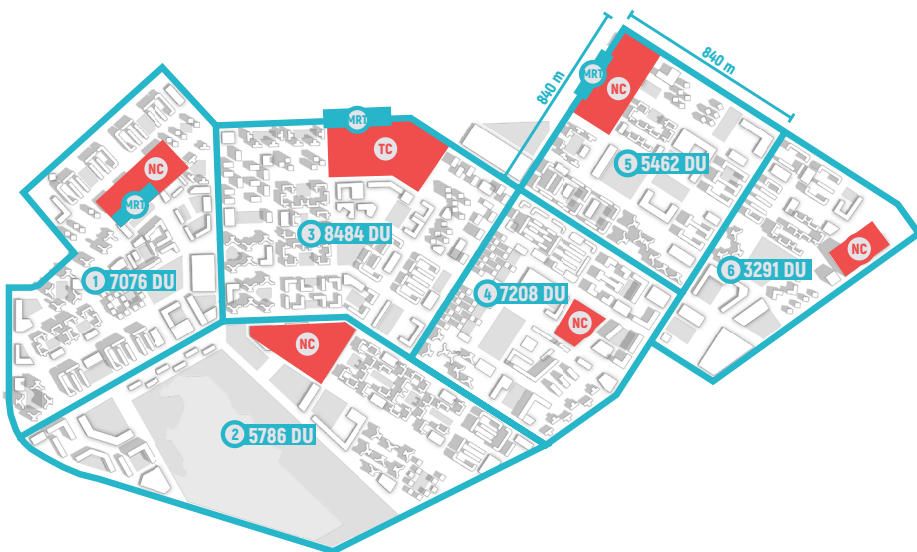 840 m
840 m
MRT
NC
MRT
TC
NC
MRT
5 5462 DU
3 8484 DU
NC
6 3291 DU
1 7076 DU
4 7208 DU
NC
NC
2 5786 DU